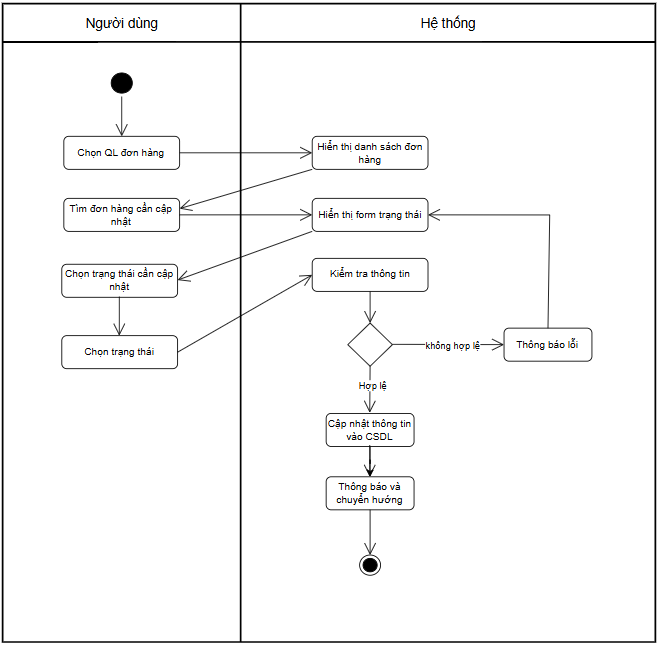 Người dùng
Hệ thống
Chọn QL đơn hàng
Hiển thị danh sách đơn
hàng
Tìm đơn hàng cần cập
nhật
Hiển thị form trạng thái
Chọn trạng thái cần cập
nhật
Kiểm tra thông tin
Chọn trạng thái
không hợp lệ
Thông báo lỗi
Hợp lệ
Cập nhật thông tin
vào CSDL
Thông báo và
chuyển hướng